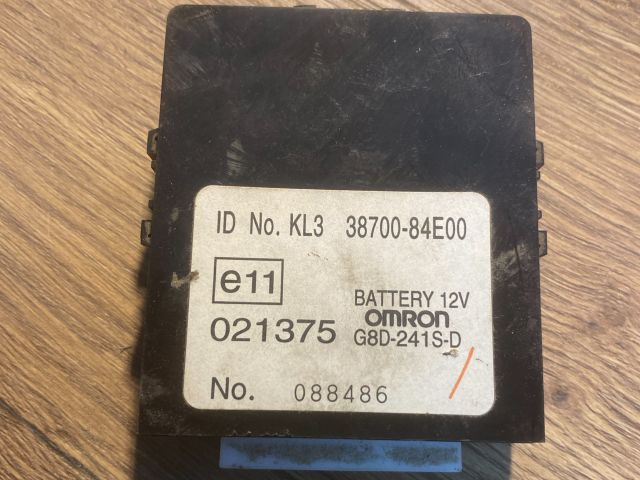 ID No. KL3 38700-84E00
e11
BATTERY 12V
OMRON
021375 G8D-241S-D
No. 088486